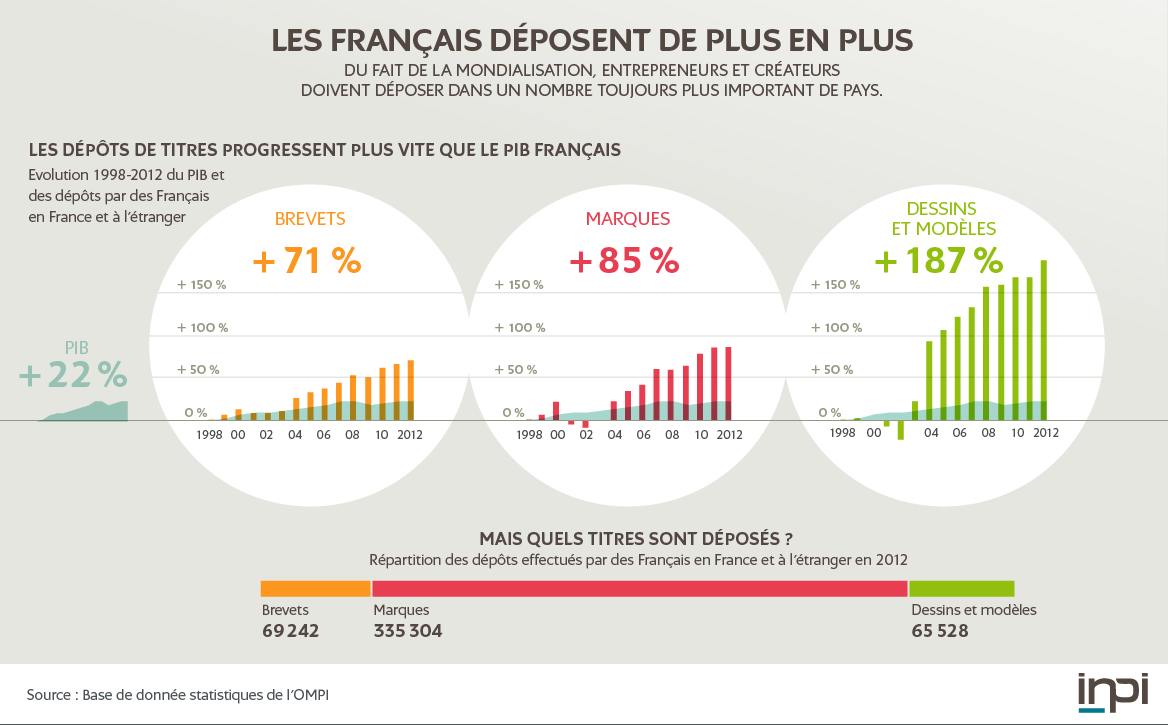 LES FRANÇAIS DÉPOSENT DE PLUS EN PLUS
DU FAIT DE LA MONDIALISATION, ENTREPRENEURS ET CRÉATEURS
DOIVENT DÉPOSER DANS UN NOMBRE TOUJOURS PLUS IMPORTANT DE PAYS.
LES DÉPÔTS DE TITRES PROGRESSENT PLUS VITE QUE LE PIB FRANÇAIS
Evolution 1998-2012 du PIB et
des dépôts par des Français
en France et à l'étranger
PIB
+ 22 %
BREVETS
+ 71 %
+ 150 %
+ 100 %
+ 50 %
0 %
1998 00 02 04 06 08 10 2012
MARQUES
+ 85 %
+ 150 %
+ 100 %
+ 50 %
0 %
1998 00 02 04 06 08 10 2012
DESSINS
ET MODÈLES
+ 187 %
+ 150 %
+ 100 %
+ 50 %
0 %
1998 00 04 06 08 10 2012
MAIS QUELS TITRES SONT DÉPOSÉS ?
Répartition des dépôts effectués par des Français en France et à l'étranger en 2012
Brevets
69 242
Marques
335 304
Dessins et modèles
65 528
Source : Base de donnée statistiques de l'OMPI
inpi